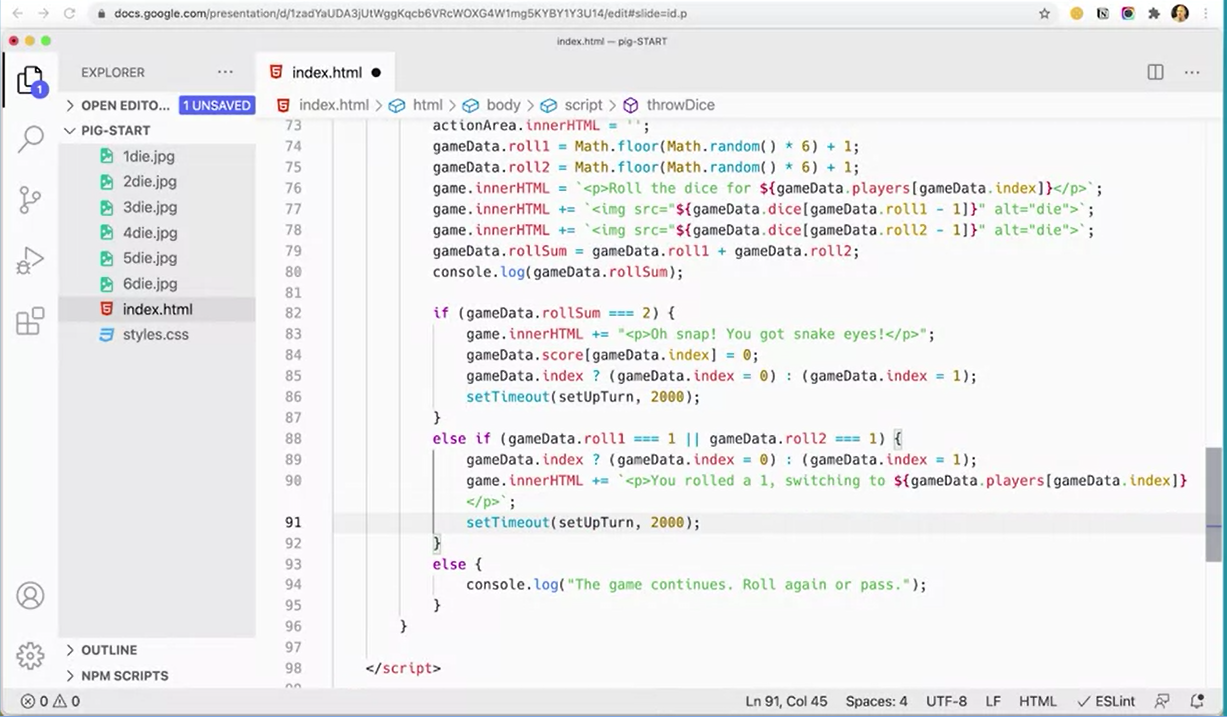 docs.google.com/presentation/d/1zadYaUDA3jUtWggKqcb6VRcWOXG4W1mg5KYBY1Y3U14/edit#slide=id.p
index.html — pig-START
EXPLORER
index.html
OPEN EDITO... 1 UNSAVED
index.html > html > body > script > throwDice
PIG-START
1die.jpg
2die.jpg
3die.jpg
4die.jpg
5die.jpg
6die.jpg
index.html
styles.css
73 actionArea.innerHTML = '';
74 gameData.roll1 = Math.floor(Math.random() * 6) + 1;
75 gameData.roll2 = Math.floor(Math.random() * 6) + 1;
76 game.innerHTML = `<p>Roll the dice for ${gameData.players[gameData.index]}</p>`;
77 game.innerHTML += `<img src="${gameData.dice[gameData.roll1 - 1]}" alt="die">`;
78 game.innerHTML += `<img src="${gameData.dice[gameData.roll2 - 1]}" alt="die">`;
79 gameData.rollSum = gameData.roll1 + gameData.roll2;
80 console.log(gameData.rollSum);
81
82 if (gameData.rollSum === 2) {
83 game.innerHTML += "<p>Oh snap! You got snake eyes!</p>";
84 gameData.score[gameData.index] = 0;
85 gameData.index ? (gameData.index = 0) : (gameData.index = 1);
86 setTimeout(setUpTurn, 2000);
87 }
88 else if (gameData.roll1 === 1 || gameData.roll2 === 1) {
89 gameData.index ? (gameData.index = 0) : (gameData.index = 1);
90 game.innerHTML += `<p>You rolled a 1, switching to ${gameData.players[gameData.index]}
</p>`;
91 setTimeout(setUpTurn, 2000);
92 }
93 else {
94 console.log("The game continues. Roll again or pass.");
95 }
96 }
97
98 </script>
OUTLINE
NPM SCRIPTS
0 0
Ln 91, Col 45 Spaces: 4 UTF-8 LF HTML ESLint